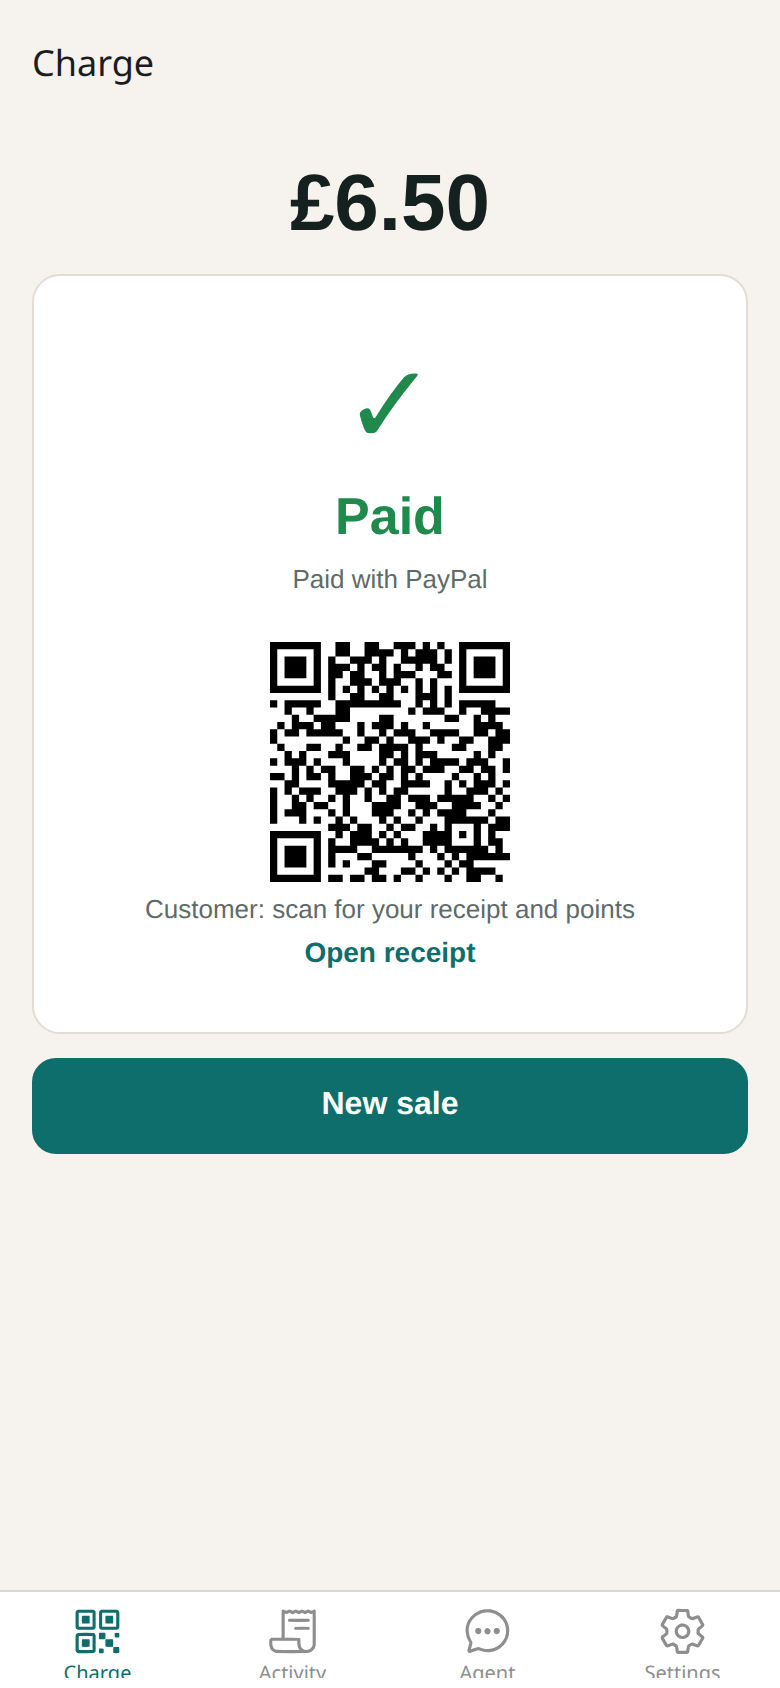 Charge
£6.50
✓
Paid
Paid with PayPal
Customer: scan for your receipt and points
Open receipt
New sale
Charge
Activity
Agent
Settings